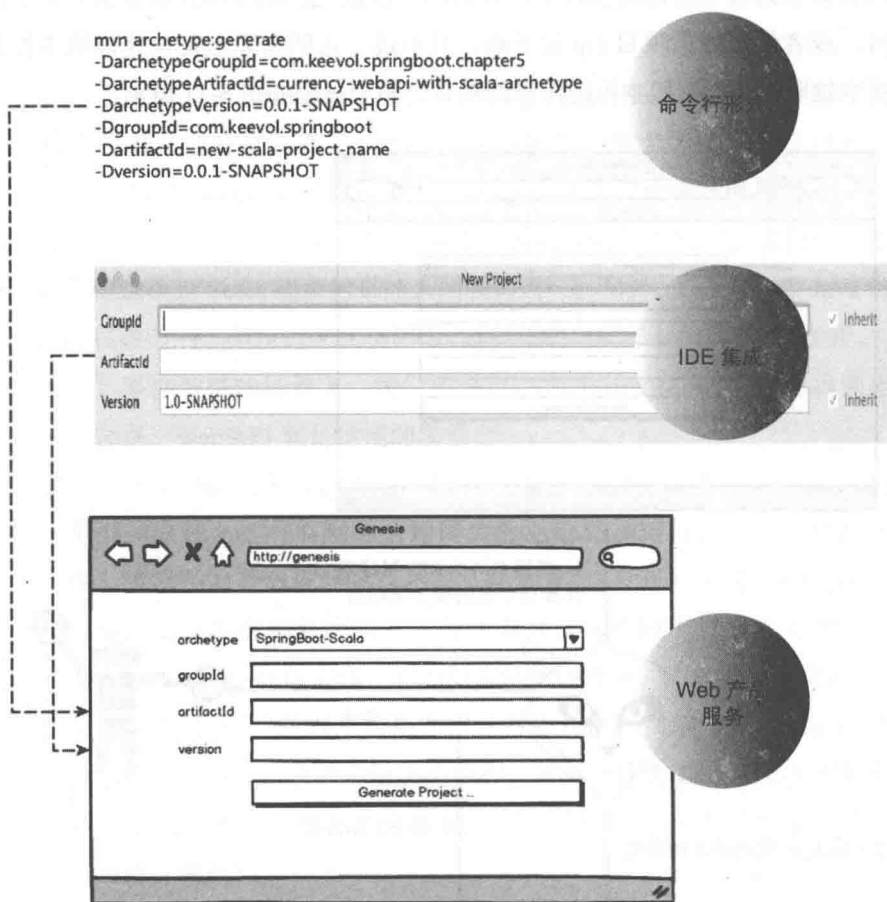 mvn archetype:generate
-DarchetypeGroupId=com.keevol.springboot.chapter5
-DarchetypeArtifactId=currency-webapi-with-scala-archetype
-DarchetypeVersion=0.0.1-SNAPSHOT
-DgroupId=com.keevol.springboot
-DartifactId=new-scala-project-name
-Dversion=0.0.1-SNAPSHOT
命令行形式
New Project
GroupId
Inherit
ArtifactId
IDE 集成
Version 1.0-SNAPSHOT
Inherit
Genesis
http://genesis
archetype SpringBoot-Scala
groupId
artifactId
version
Generate Project ...
Web 产品
服务